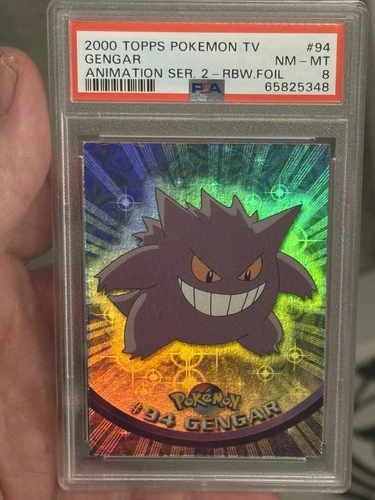 2000 TOPPS POKEMON TV #94
GENGAR NM - MT
ANIMATION SER. 2 - RBW.FOIL 8
PSA 65825348
Pokémon
#94 GENGAR